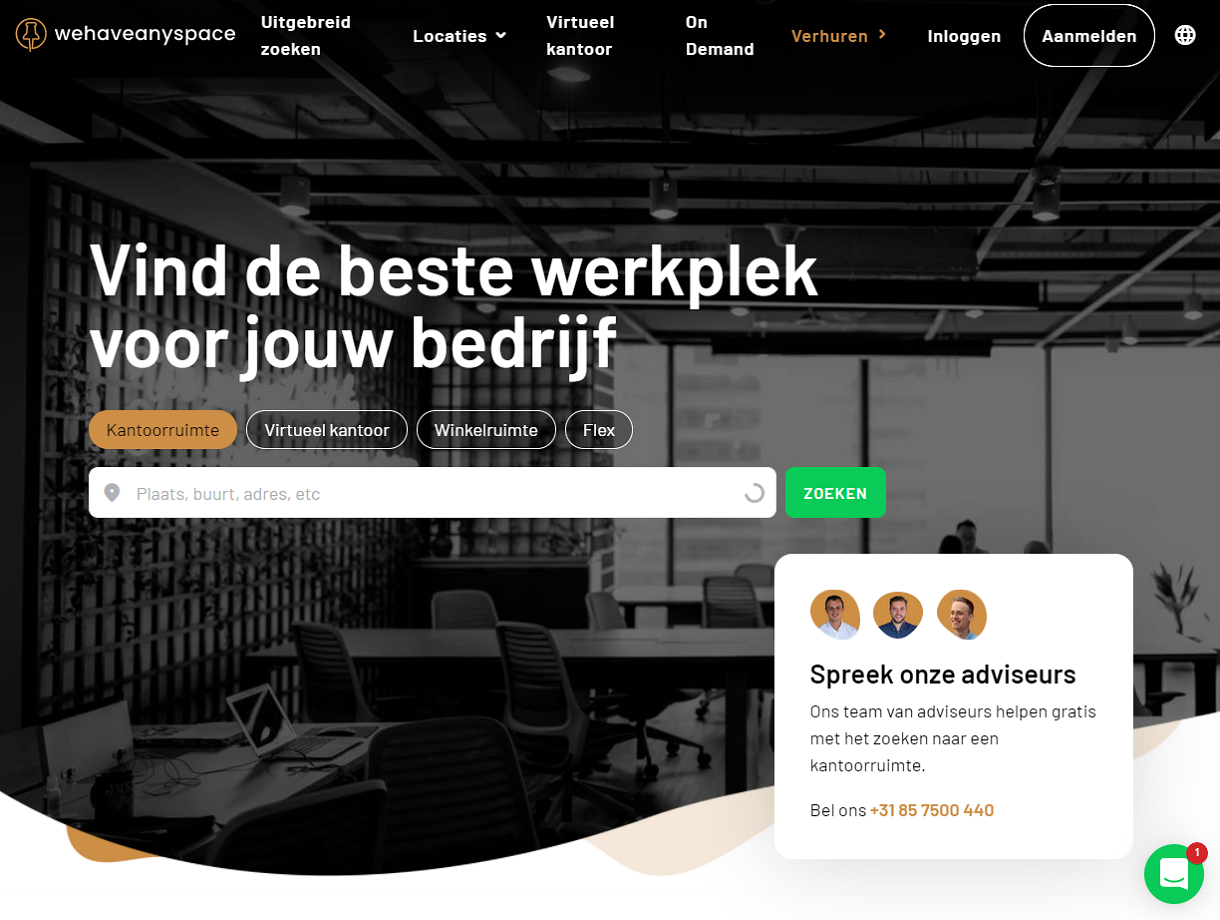 wehaveanyspace
Uitgebreid
zoeken
Locaties
Virtueel
kantoor
On
Demand
Verhuren
Inloggen
Aanmelden
Vind de beste werkplek
voor jouw bedrijf
Kantoorruimte
Virtueel kantoor
Winkelruimte
Flex
Plaats, buurt, adres, etc
ZOEKEN
Spreek onze adviseurs
Ons team van adviseurs helpen gratis
met het zoeken naar een
kantoorruimte.
Bel ons +31 85 7500 440
1